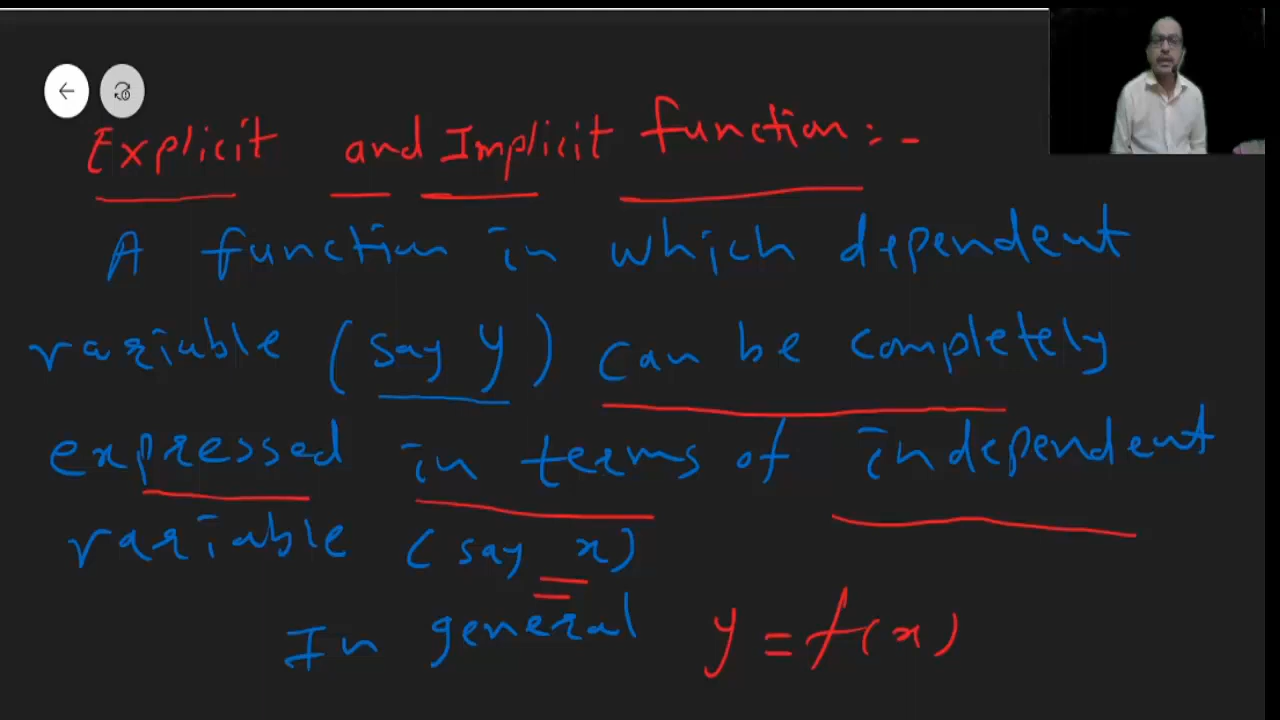 Explicit and Implicit function :-
A function in which dependent
variable (say y) can be completely
expressed in terms of independent
variable (say x)
In general y = f(x)